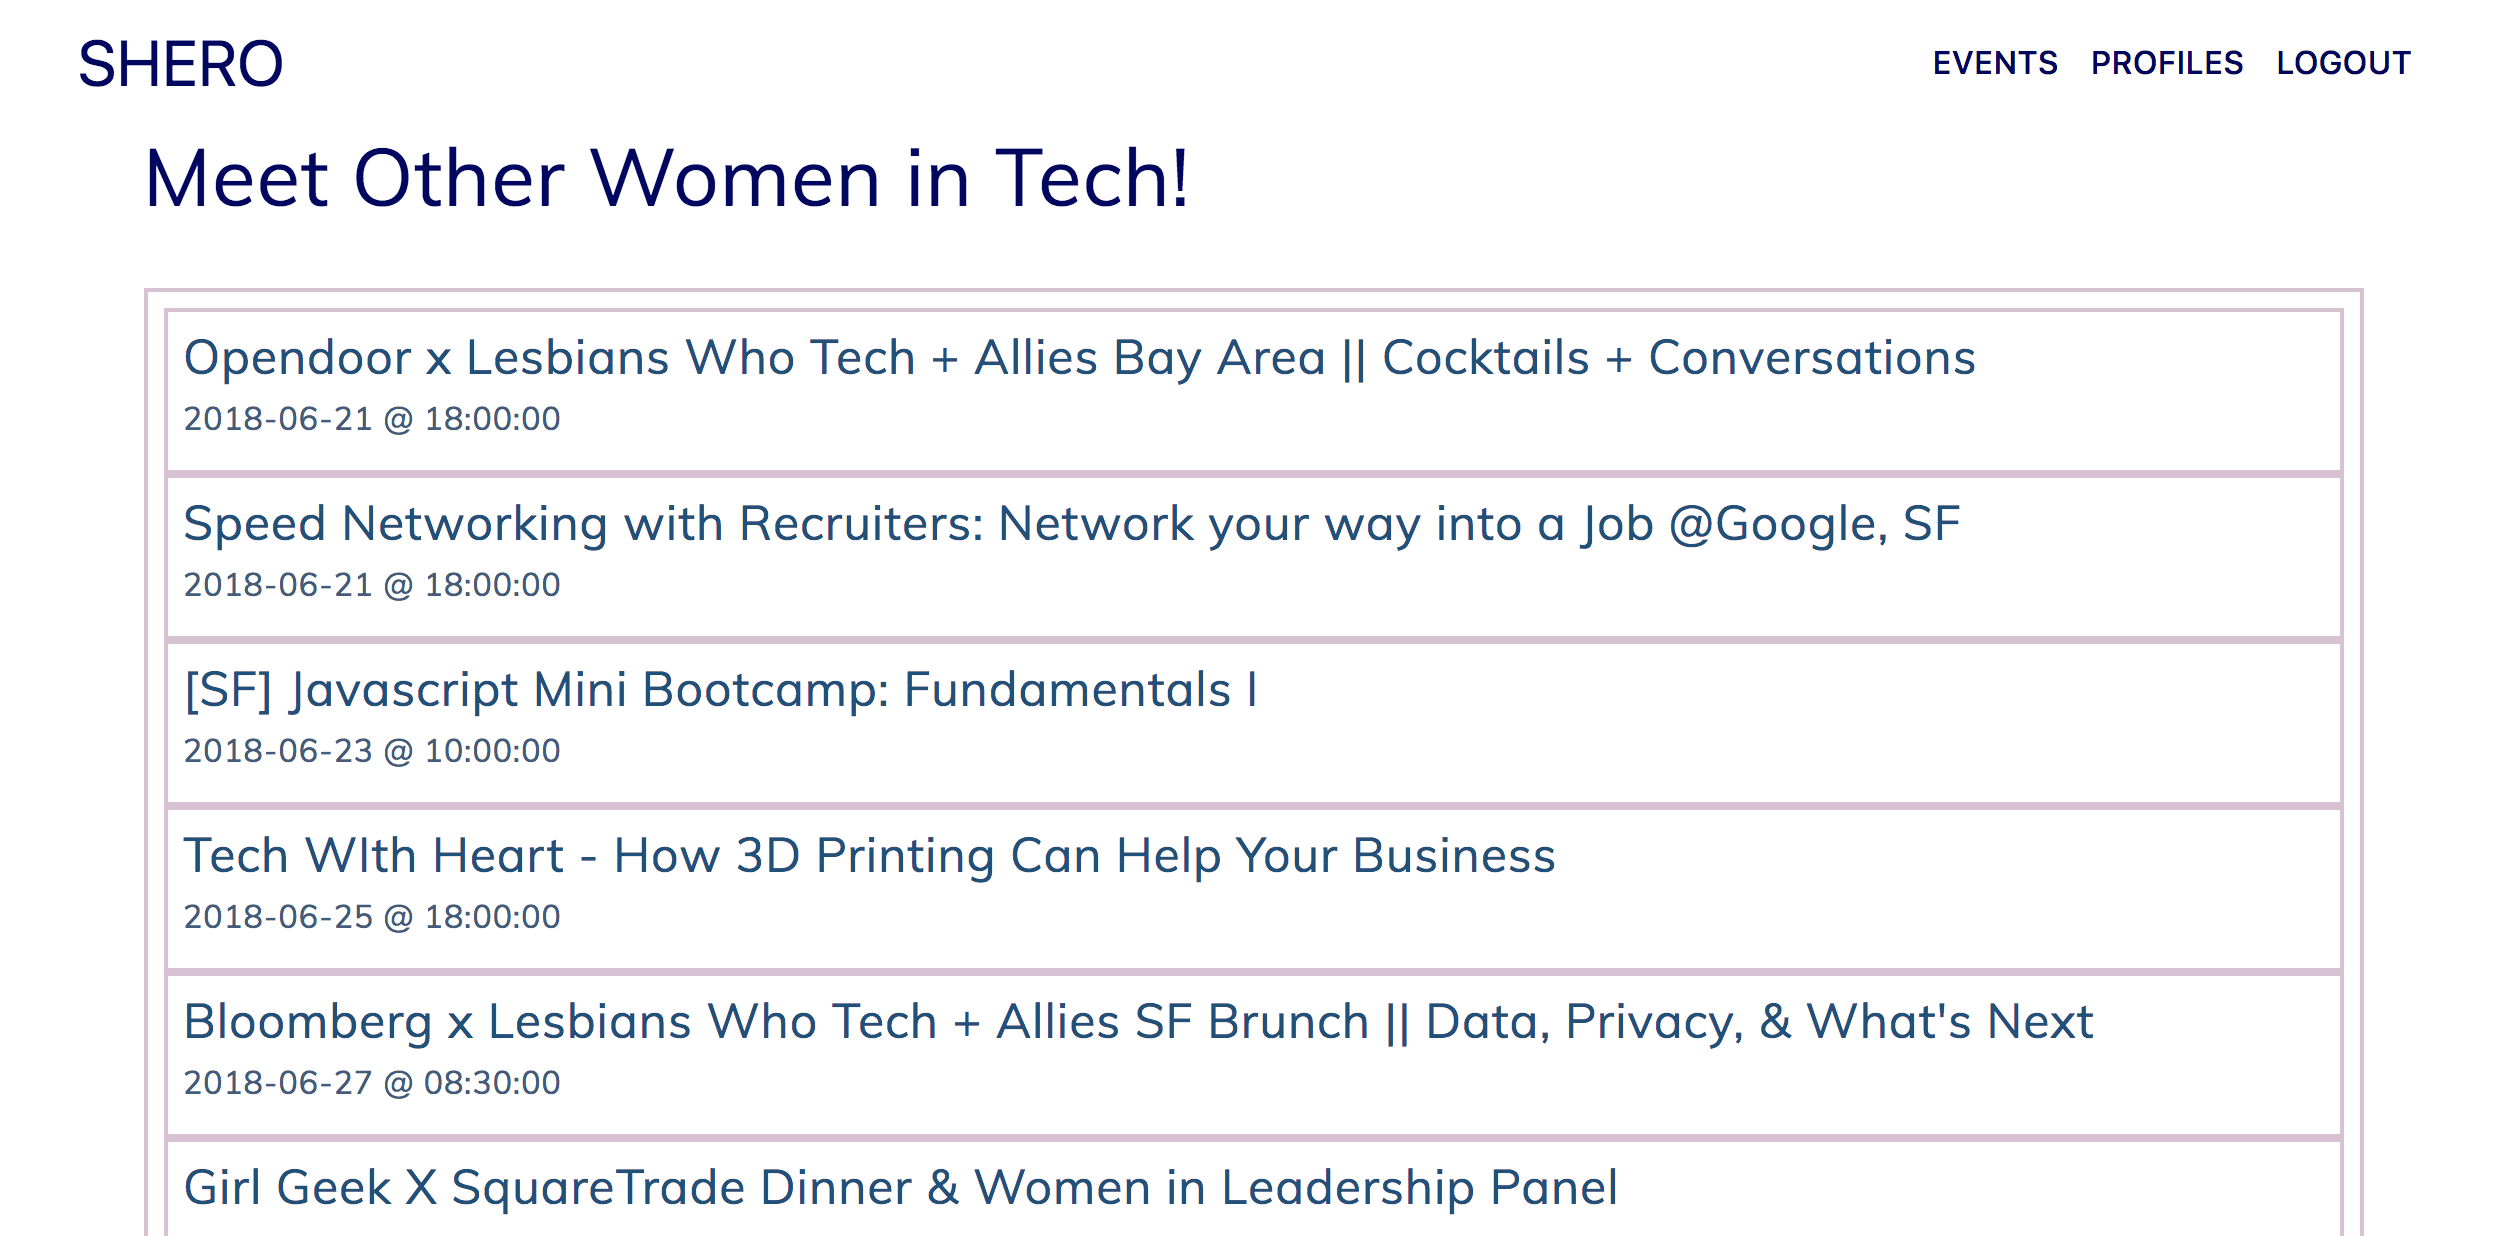 SHERO
EVENTS PROFILES LOGOUT
Meet Other Women in Tech!
Opendoor x Lesbians Who Tech + Allies Bay Area || Cocktails + Conversations
2018-06-21 @ 18:00:00
Speed Networking with Recruiters: Network your way into a Job @Google, SF
2018-06-21 @ 18:00:00
[SF] Javascript Mini Bootcamp: Fundamentals I
2018-06-23 @ 10:00:00
Tech WIth Heart - How 3D Printing Can Help Your Business
2018-06-25 @ 18:00:00
Bloomberg x Lesbians Who Tech + Allies SF Brunch || Data, Privacy, & What's Next
2018-06-27 @ 08:30:00
Girl Geek X SquareTrade Dinner & Women in Leadership Panel